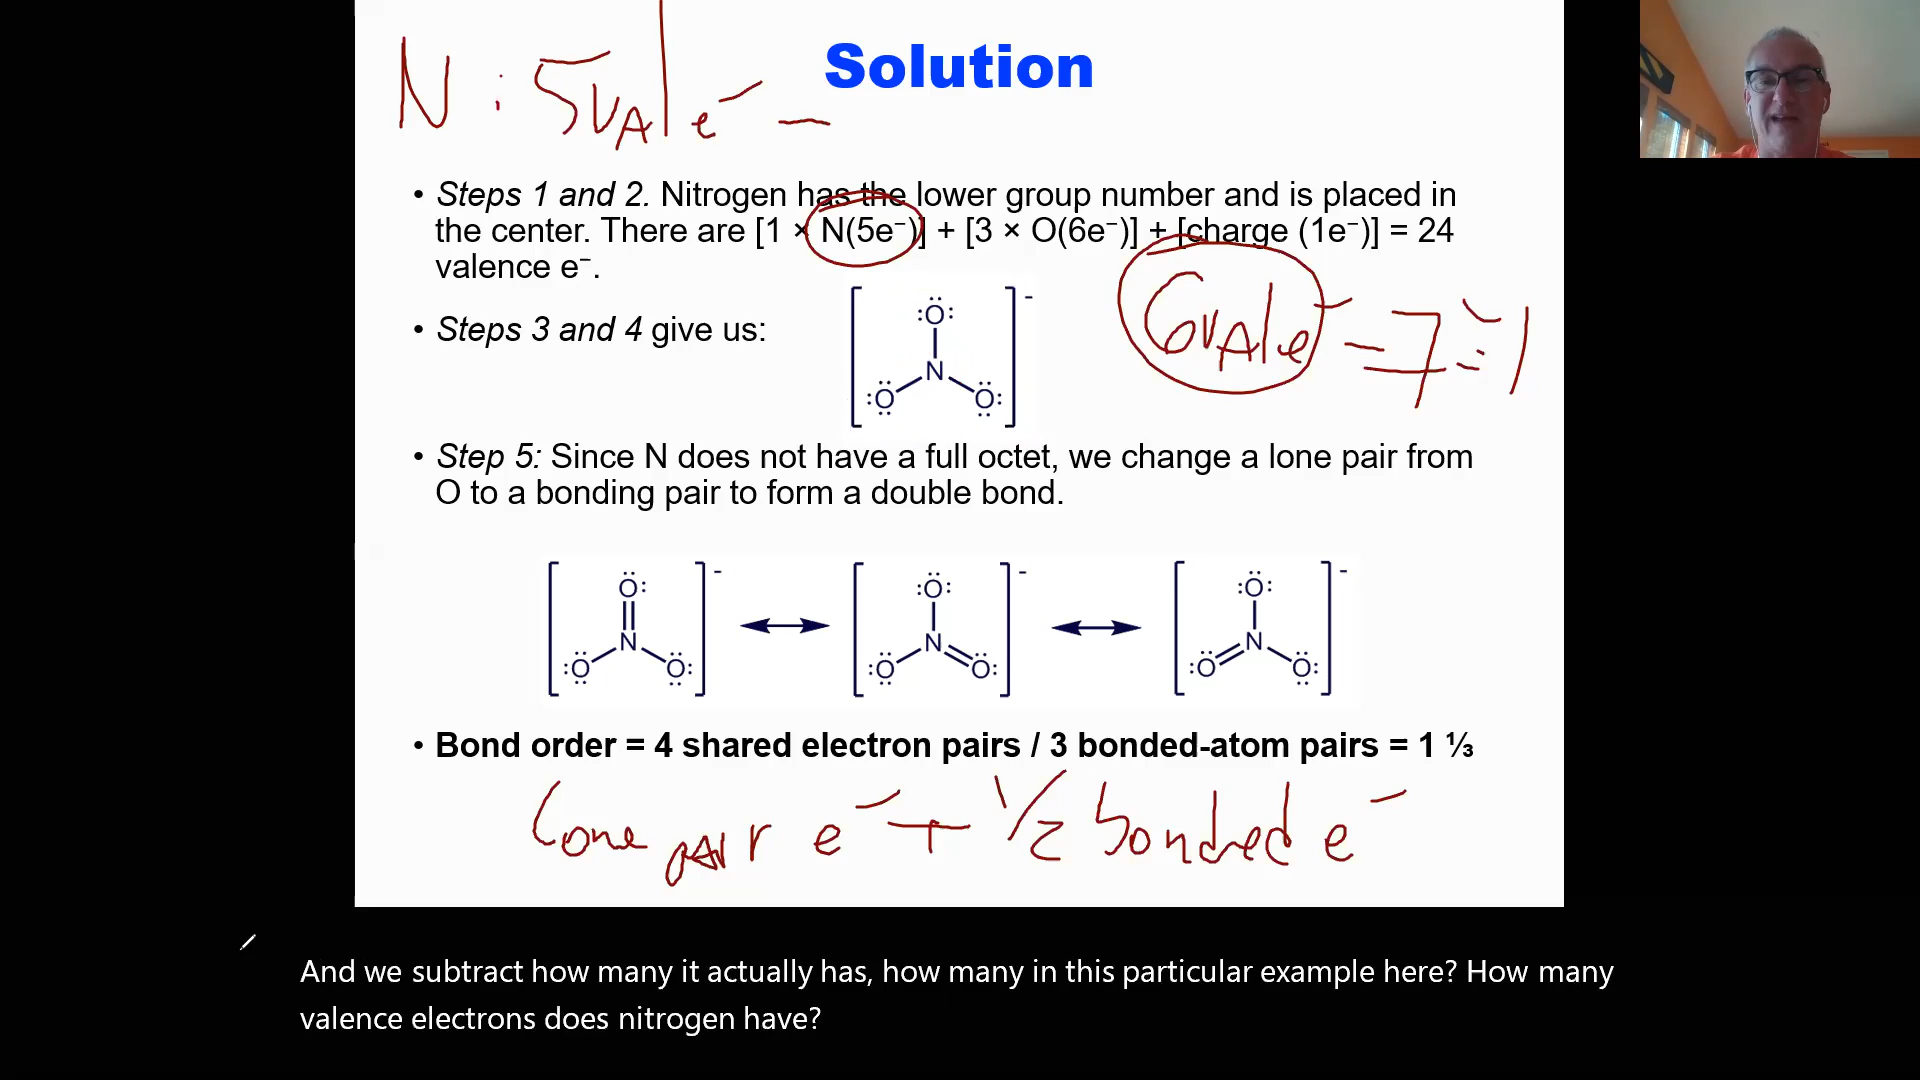 Solution
N : 5 val e⁻ –
• Steps 1 and 2. Nitrogen has the lower group number and is placed in
the center. There are [1 × N(5e⁻)] + [3 × O(6e⁻)] + [charge (1e⁻)] = 24
valence e⁻.
• Steps 3 and 4 give us:
:O:
N
:O O:
-
6 val e⁻ - 7 = -1
• Step 5: Since N does not have a full octet, we change a lone pair from
O to a bonding pair to form a double bond.
O: - :O: - :O: -
N N N
:O O: :O O: :O O:
• Bond order = 4 shared electron pairs / 3 bonded-atom pairs = 1 ⅓
Lone pair e⁻ + 1/2 bonded e⁻
And we subtract how many it actually has, how many in this particular example here? How many
valence electrons does nitrogen have?